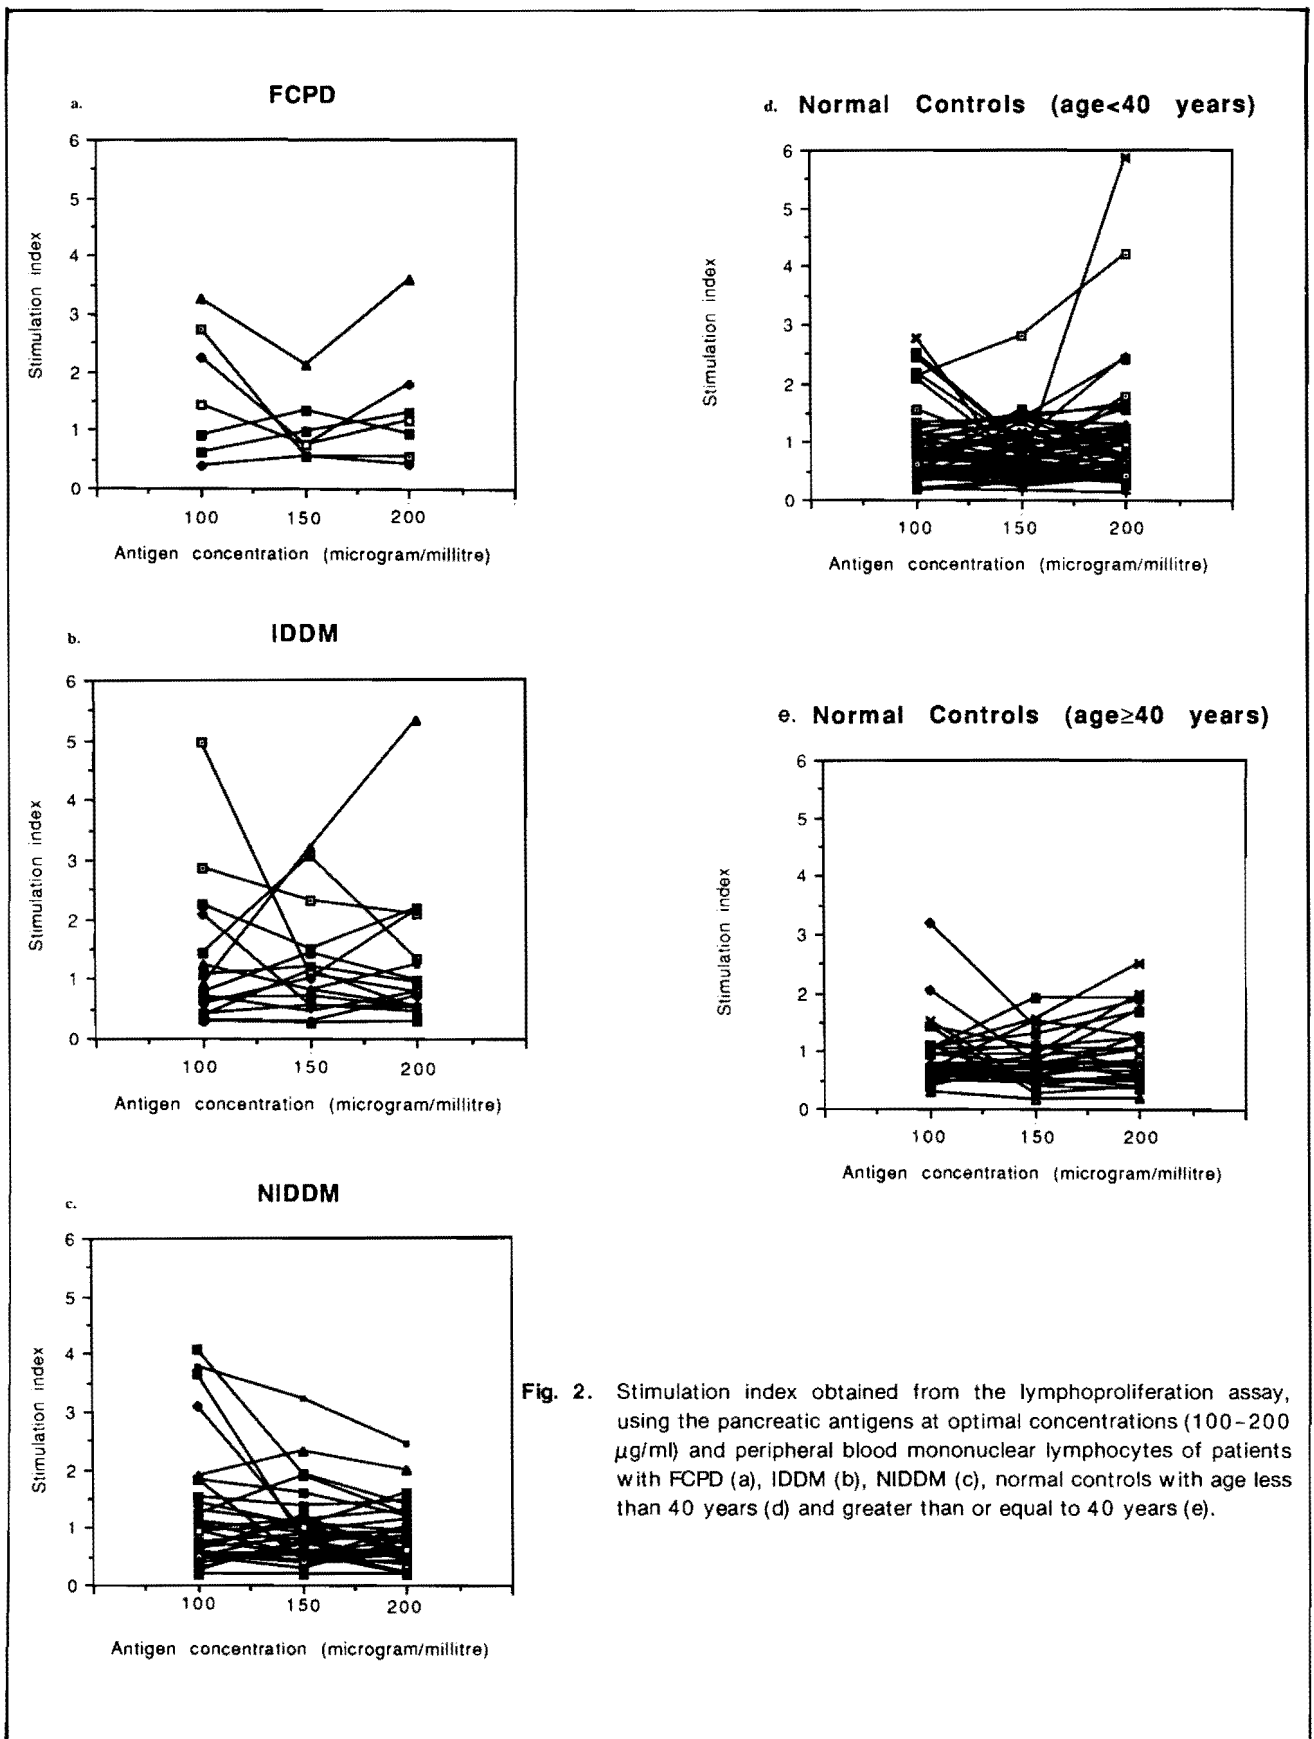 a.
FCPD
6
5
4
3
2
1
0
Stimulation index
100 150 200
Antigen concentration (microgram/millitre)
b.
IDDM
6
5
4
3
2
1
0
Stimulation index
100 150 200
Antigen concentration (microgram/millitre)
c.
NIDDM
6
5
4
3
2
1
0
Stimulation index
100 150 200
Antigen concentration (microgram/millitre)
d. Normal Controls (age<40 years)
6
5
4
3
2
1
0
Stimulation index
100 150 200
Antigen concentration (microgram/millitre)
e. Normal Controls (age≥40 years)
6
5
4
3
2
1
0
Stimulation index
100 150 200
Antigen concentration (microgram/millitre)
Fig. 2. Stimulation index obtained from the lymphoproliferation assay,
using the pancreatic antigens at optimal concentrations (100-200
µg/ml) and peripheral blood mononuclear lymphocytes of patients
with FCPD (a), IDDM (b), NIDDM (c), normal controls with age less
than 40 years (d) and greater than or equal to 40 years (e).